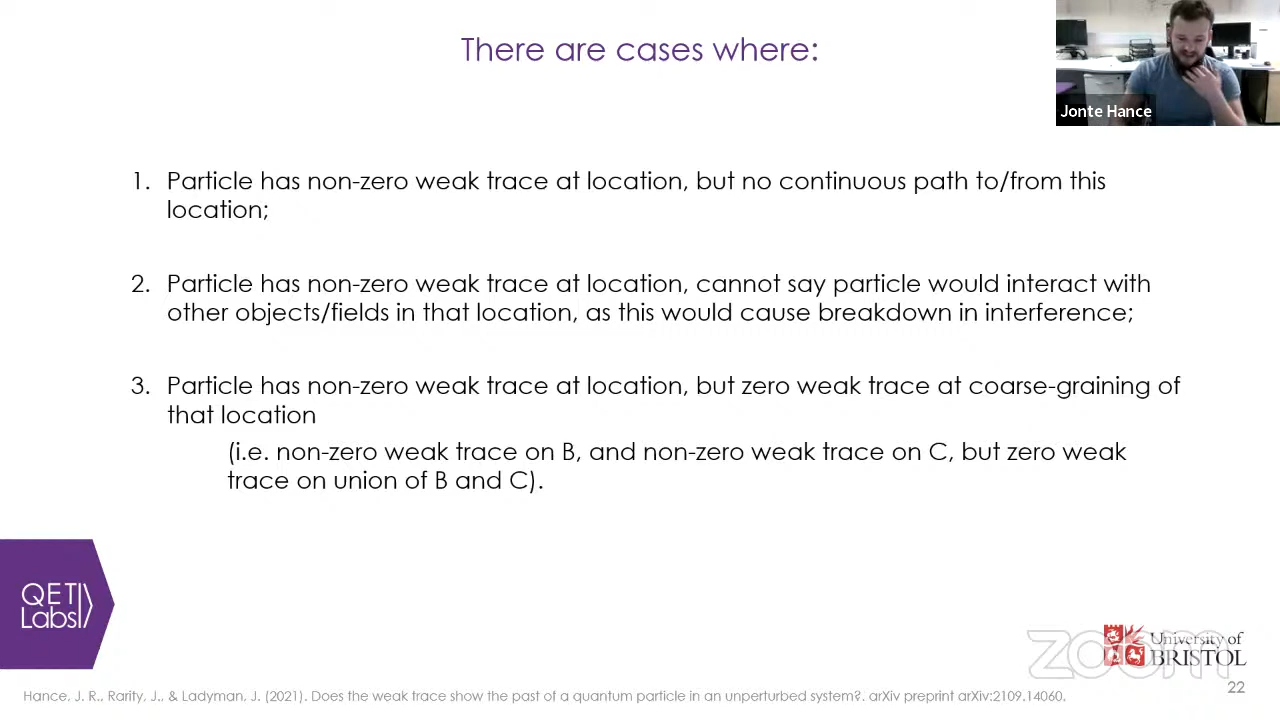 There are cases where:
Jonte Hance
1. Particle has non-zero weak trace at location, but no continuous path to/from this
location;
2. Particle has non-zero weak trace at location, cannot say particle would interact with
other objects/fields in that location, as this would cause breakdown in interference;
3. Particle has non-zero weak trace at location, but zero weak trace at coarse-graining of
that location
(i.e. non-zero weak trace on B, and non-zero weak trace on C, but zero weak
trace on union of B and C).
QET
Labs
zoom
University of
BRISTOL
Hance, J. R., Rarity, J., & Ladyman, J. (2021). Does the weak trace show the past of a quantum particle in an unperturbed system?. arXiv preprint arXiv:2109.14060.
22